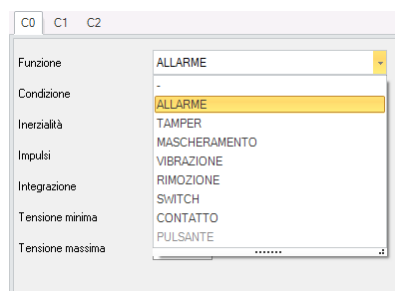 C0 C1 C2
Funzione ALLARME
Condizione -
ALLARME
Inerzialità TAMPER
MASCHERAMENTO
Impulsi VIBRAZIONE
Integrazione RIMOZIONE
SWITCH
Tensione minima CONTATTO
PULSANTE
Tensione massima